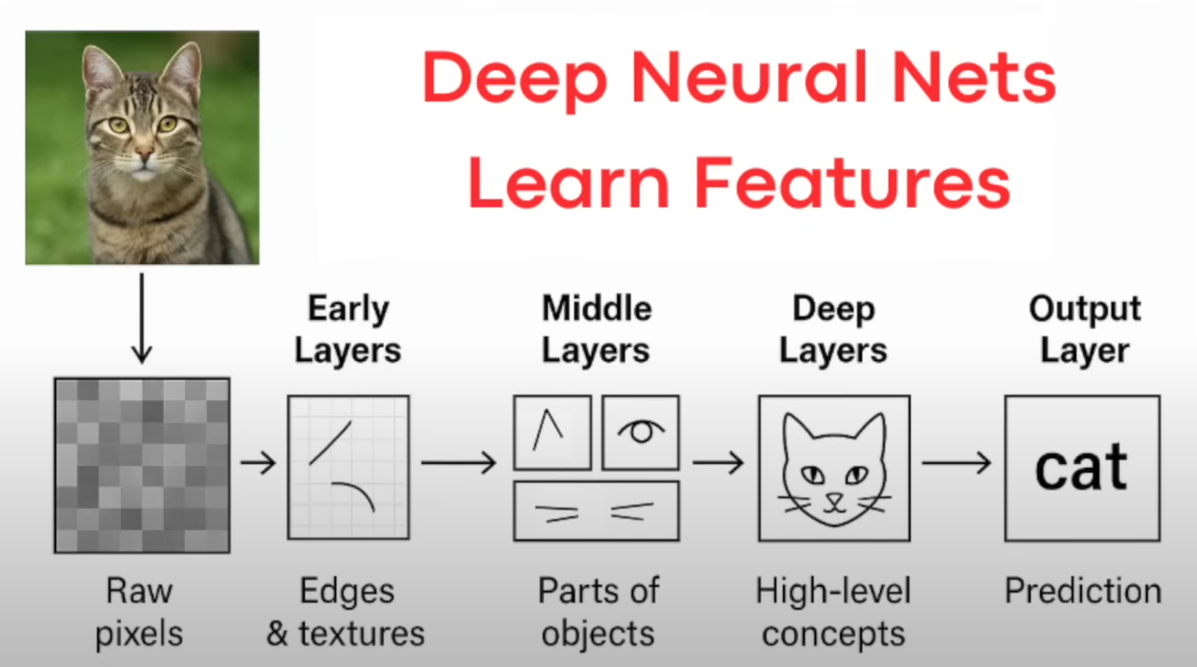 Deep Neural Nets
Learn Features
Early
Layers
Middle
Layers
Deep
Layers
Output
Layer
cat
Raw
pixels
Edges
& textures
Parts of
objects
High-level
concepts
Prediction